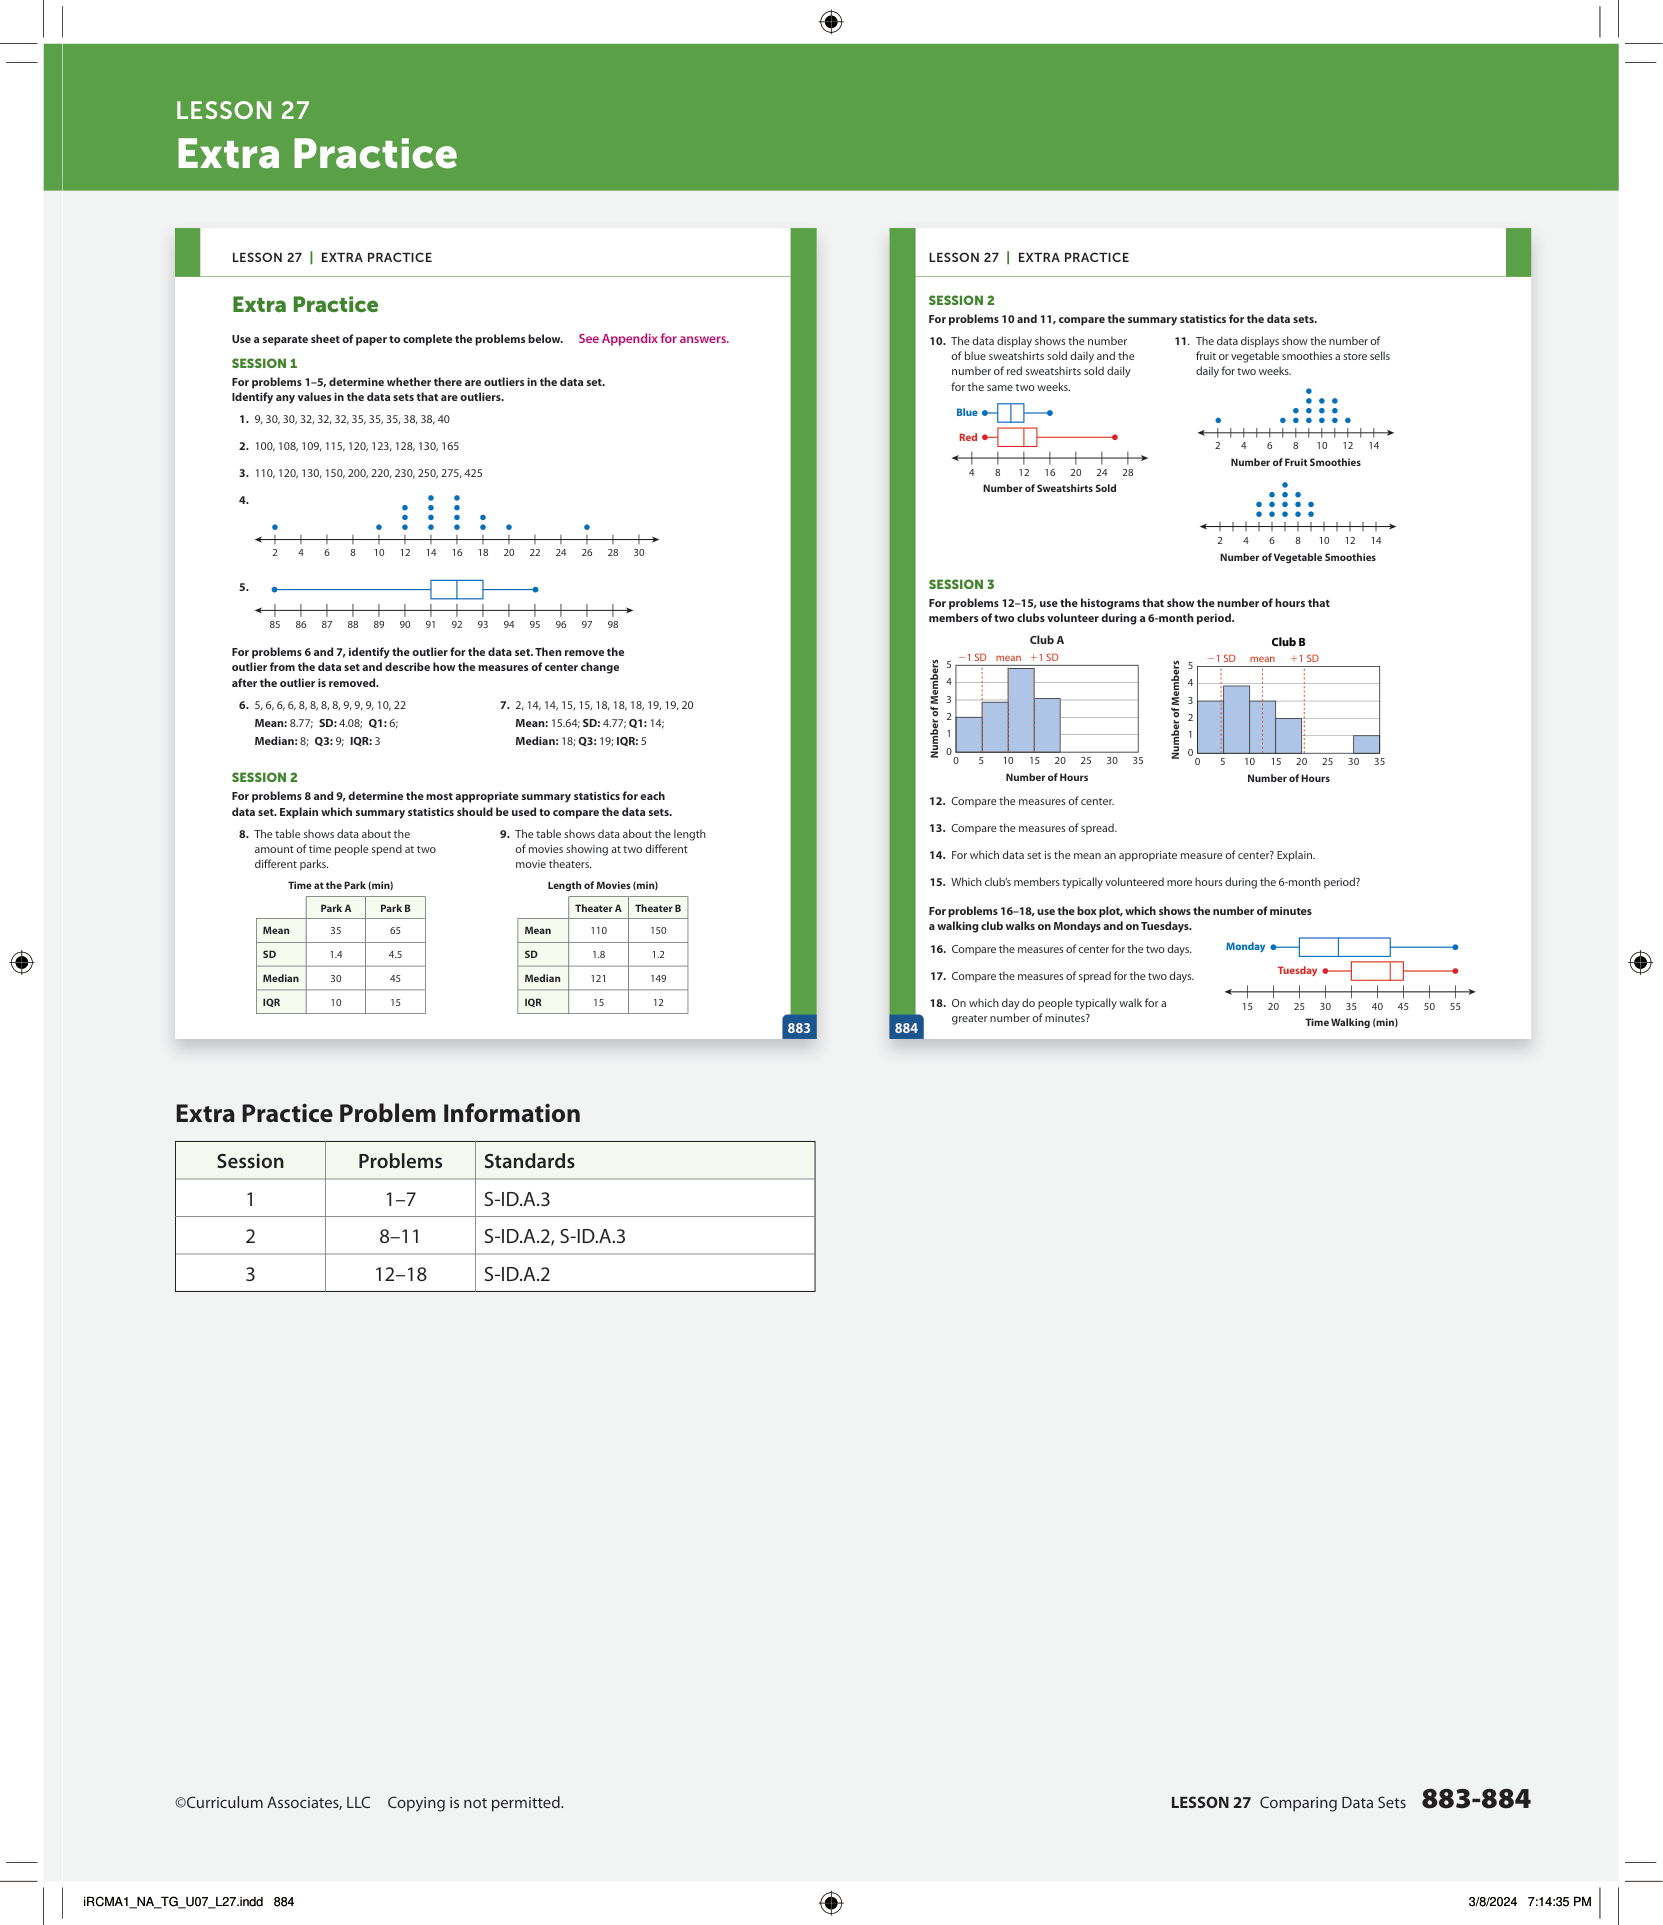 LESSON 27
Extra Practice
LESSON 27 | EXTRA PRACTICE
Extra Practice
Use a separate sheet of paper to complete the problems below. See Appendix for answers.
SESSION 1
For problems 1–5, determine whether there are outliers in the data set.
Identify any values in the data sets that are outliers.
1. 9, 30, 30, 32, 32, 32, 35, 35, 35, 38, 38, 40
2. 100, 108, 109, 115, 120, 123, 128, 130, 165
3. 110, 120, 130, 150, 200, 220, 230, 250, 275, 425
4.
2 4 6 8 10 12 14 16 18 20 22 24 26 28 30
5.
85 86 87 88 89 90 91 92 93 94 95 96 97 98
For problems 6 and 7, identify the outlier for the data set. Then remove the
outlier from the data set and describe how the measures of center change
after the outlier is removed.
6. 5, 6, 6, 6, 8, 8, 8, 8, 9, 9, 9, 10, 22
Mean: 8.77; SD: 4.08; Q1: 6;
Median: 8; Q3: 9; IQR: 3
7. 2, 14, 14, 15, 15, 18, 18, 18, 19, 19, 20
Mean: 15.64; SD: 4.77; Q1: 14;
Median: 18; Q3: 19; IQR: 5
SESSION 2
For problems 8 and 9, determine the most appropriate summary statistics for each
data set. Explain which summary statistics should be used to compare the data sets.
8. The table shows data about the
amount of time people spend at two
different parks.
Time at the Park (min)
Park A Park B
Mean 35 65
SD 1.4 4.5
Median 30 45
IQR 10 15
9. The table shows data about the length
of movies showing at two different
movie theaters.
Length of Movies (min)
Theater A Theater B
Mean 110 150
SD 1.8 1.2
Median 121 149
IQR 15 12
883
LESSON 27 | EXTRA PRACTICE
SESSION 2
For problems 10 and 11, compare the summary statistics for the data sets.
10. The data display shows the number
of blue sweatshirts sold daily and the
number of red sweatshirts sold daily
for the same two weeks.
Blue
Red
4 8 12 16 20 24 28
Number of Sweatshirts Sold
11. The data displays show the number of
fruit or vegetable smoothies a store sells
daily for two weeks.
2 4 6 8 10 12 14
Number of Fruit Smoothies
2 4 6 8 10 12 14
Number of Vegetable Smoothies
SESSION 3
For problems 12–15, use the histograms that show the number of hours that
members of two clubs volunteer during a 6-month period.
Club A
−1 SD mean +1 SD
Number of Members
5
4
3
2
1
0
0 5 10 15 20 25 30 35
Number of Hours
Club B
−1 SD mean +1 SD
Number of Members
5
4
3
2
1
0
0 5 10 15 20 25 30 35
Number of Hours
12. Compare the measures of center.
13. Compare the measures of spread.
14. For which data set is the mean an appropriate measure of center? Explain.
15. Which club's members typically volunteered more hours during the 6-month period?
For problems 16–18, use the box plot, which shows the number of minutes
a walking club walks on Mondays and on Tuesdays.
16. Compare the measures of center for the two days.
17. Compare the measures of spread for the two days.
18. On which day do people typically walk for a
greater number of minutes?
Monday
Tuesday
15 20 25 30 35 40 45 50 55
Time Walking (min)
884
Extra Practice Problem Information
Session Problems Standards
1 1–7 S-ID.A.3
2 8–11 S-ID.A.2, S-ID.A.3
3 12–18 S-ID.A.2
©Curriculum Associates, LLC Copying is not permitted.
LESSON 27 Comparing Data Sets 883-884
iRCMA1_NA_TG_U07_L27.indd 884
3/8/2024 7:14:35 PM